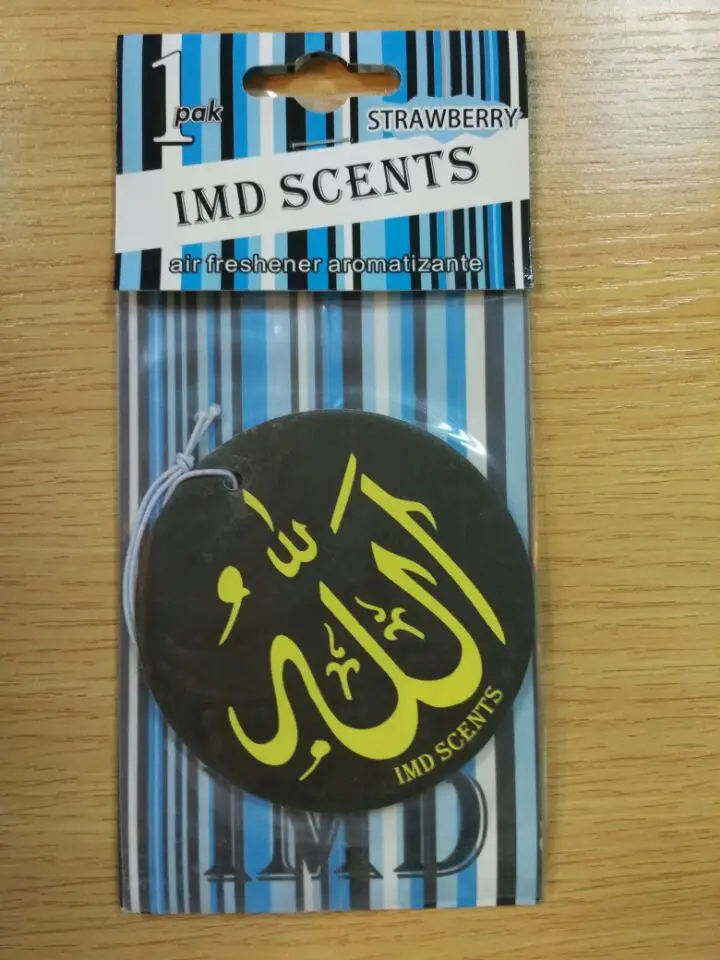 1 pak
STRAWBERRY
IMD SCENTS
air freshener aromatizante
الله
IMD SCENTS
IMD